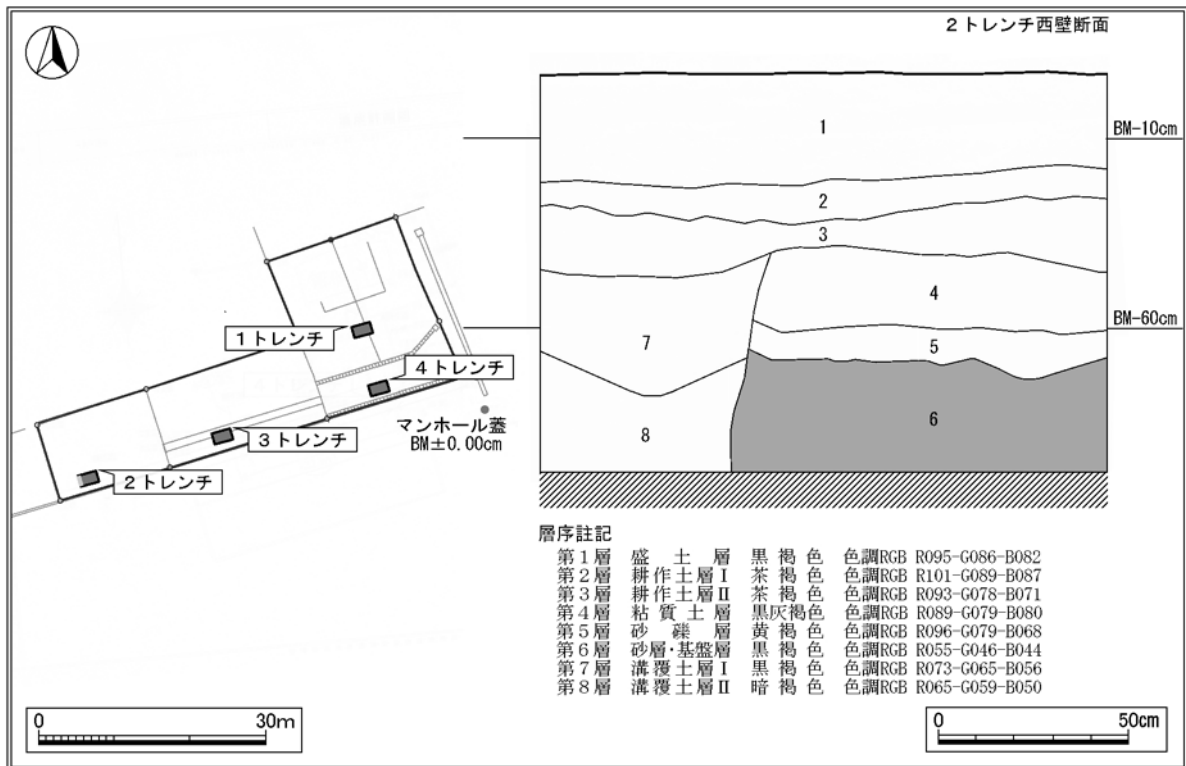 2トレンチ西壁断面
1
BM-10cm
2
3
4
BM-60cm
5
7
6
8
1トレンチ
4トレンチ
マンホール蓋
BM±0.00cm
3トレンチ
2トレンチ
層序註記
第1層 盛土層 黒褐色 色調RGB R095-G086-B082
第2層 耕作土層Ⅰ 茶褐色 色調RGB R101-G089-B087
第3層 耕作土層Ⅱ 茶褐色 色調RGB R093-G078-B071
第4層 粘質土層 黒灰褐色 色調RGB R089-G079-B080
第5層 砂礫層 黄褐色 色調RGB R096-G079-B068
第6層 砂層・基盤層 黒褐色 色調RGB R055-G046-B044
第7層 溝覆土層Ⅰ 黒褐色 色調RGB R073-G065-B056
第8層 溝覆土層Ⅱ 暗褐色 色調RGB R065-G059-B050
0 30m
0 50cm